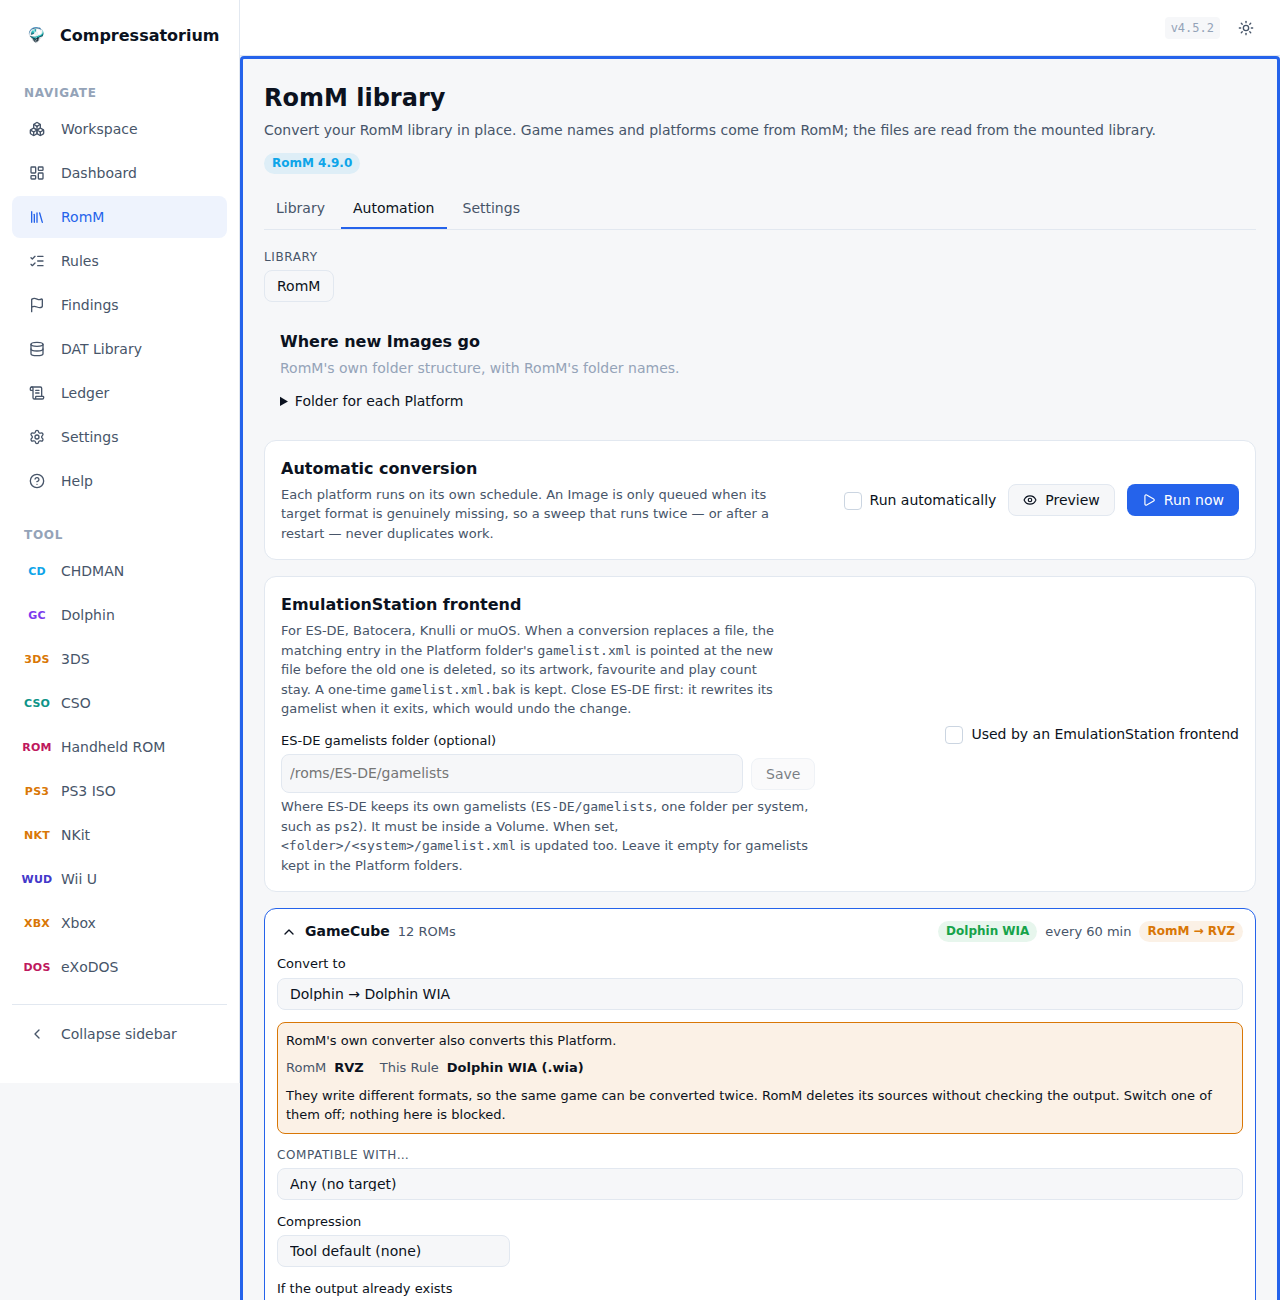 Compressatorium
v4.5.2
NAVIGATE
Workspace
Dashboard
RomM
Rules
Findings
DAT Library
Ledger
Settings
Help
TOOL
CD CHDMAN
GC Dolphin
3DS 3DS
CSO CSO
ROM Handheld ROM
PS3 PS3 ISO
NKT NKit
WUD Wii U
XBX Xbox
DOS eXoDOS
Collapse sidebar
RomM library
Convert your RomM library in place. Game names and platforms come from RomM; the files are read from the mounted library.
RomM 4.9.0
Library Automation Settings
LIBRARY
RomM
Where new Images go
RomM's own folder structure, with RomM's folder names.
Folder for each Platform
Automatic conversion
Each platform runs on its own schedule. An Image is only queued when its
target format is genuinely missing, so a sweep that runs twice — or after a
restart — never duplicates work.
Run automatically Preview Run now
EmulationStation frontend
For ES-DE, Batocera, Knulli or muOS. When a conversion replaces a file, the
matching entry in the Platform folder's gamelist.xml is pointed at the new
file before the old one is deleted, so its artwork, favourite and play count
stay. A one-time gamelist.xml.bak is kept. Close ES-DE first: it rewrites its
gamelist when it exits, which would undo the change.
Used by an EmulationStation frontend
ES-DE gamelists folder (optional)
/roms/ES-DE/gamelists Save
Where ES-DE keeps its own gamelists (ES-DE/gamelists, one folder per system,
such as ps2). It must be inside a Volume. When set,
<folder>/<system>/gamelist.xml is updated too. Leave it empty for gamelists
kept in the Platform folders.
GameCube 12 ROMs Dolphin WIA every 60 min RomM → RVZ
Convert to
Dolphin → Dolphin WIA
RomM's own converter also converts this Platform.
RomM RVZ This Rule Dolphin WIA (.wia)
They write different formats, so the same game can be converted twice. RomM deletes its sources without checking the output. Switch one of
them off; nothing here is blocked.
COMPATIBLE WITH...
Any (no target)
Compression
Tool default (none)
If the output already exists